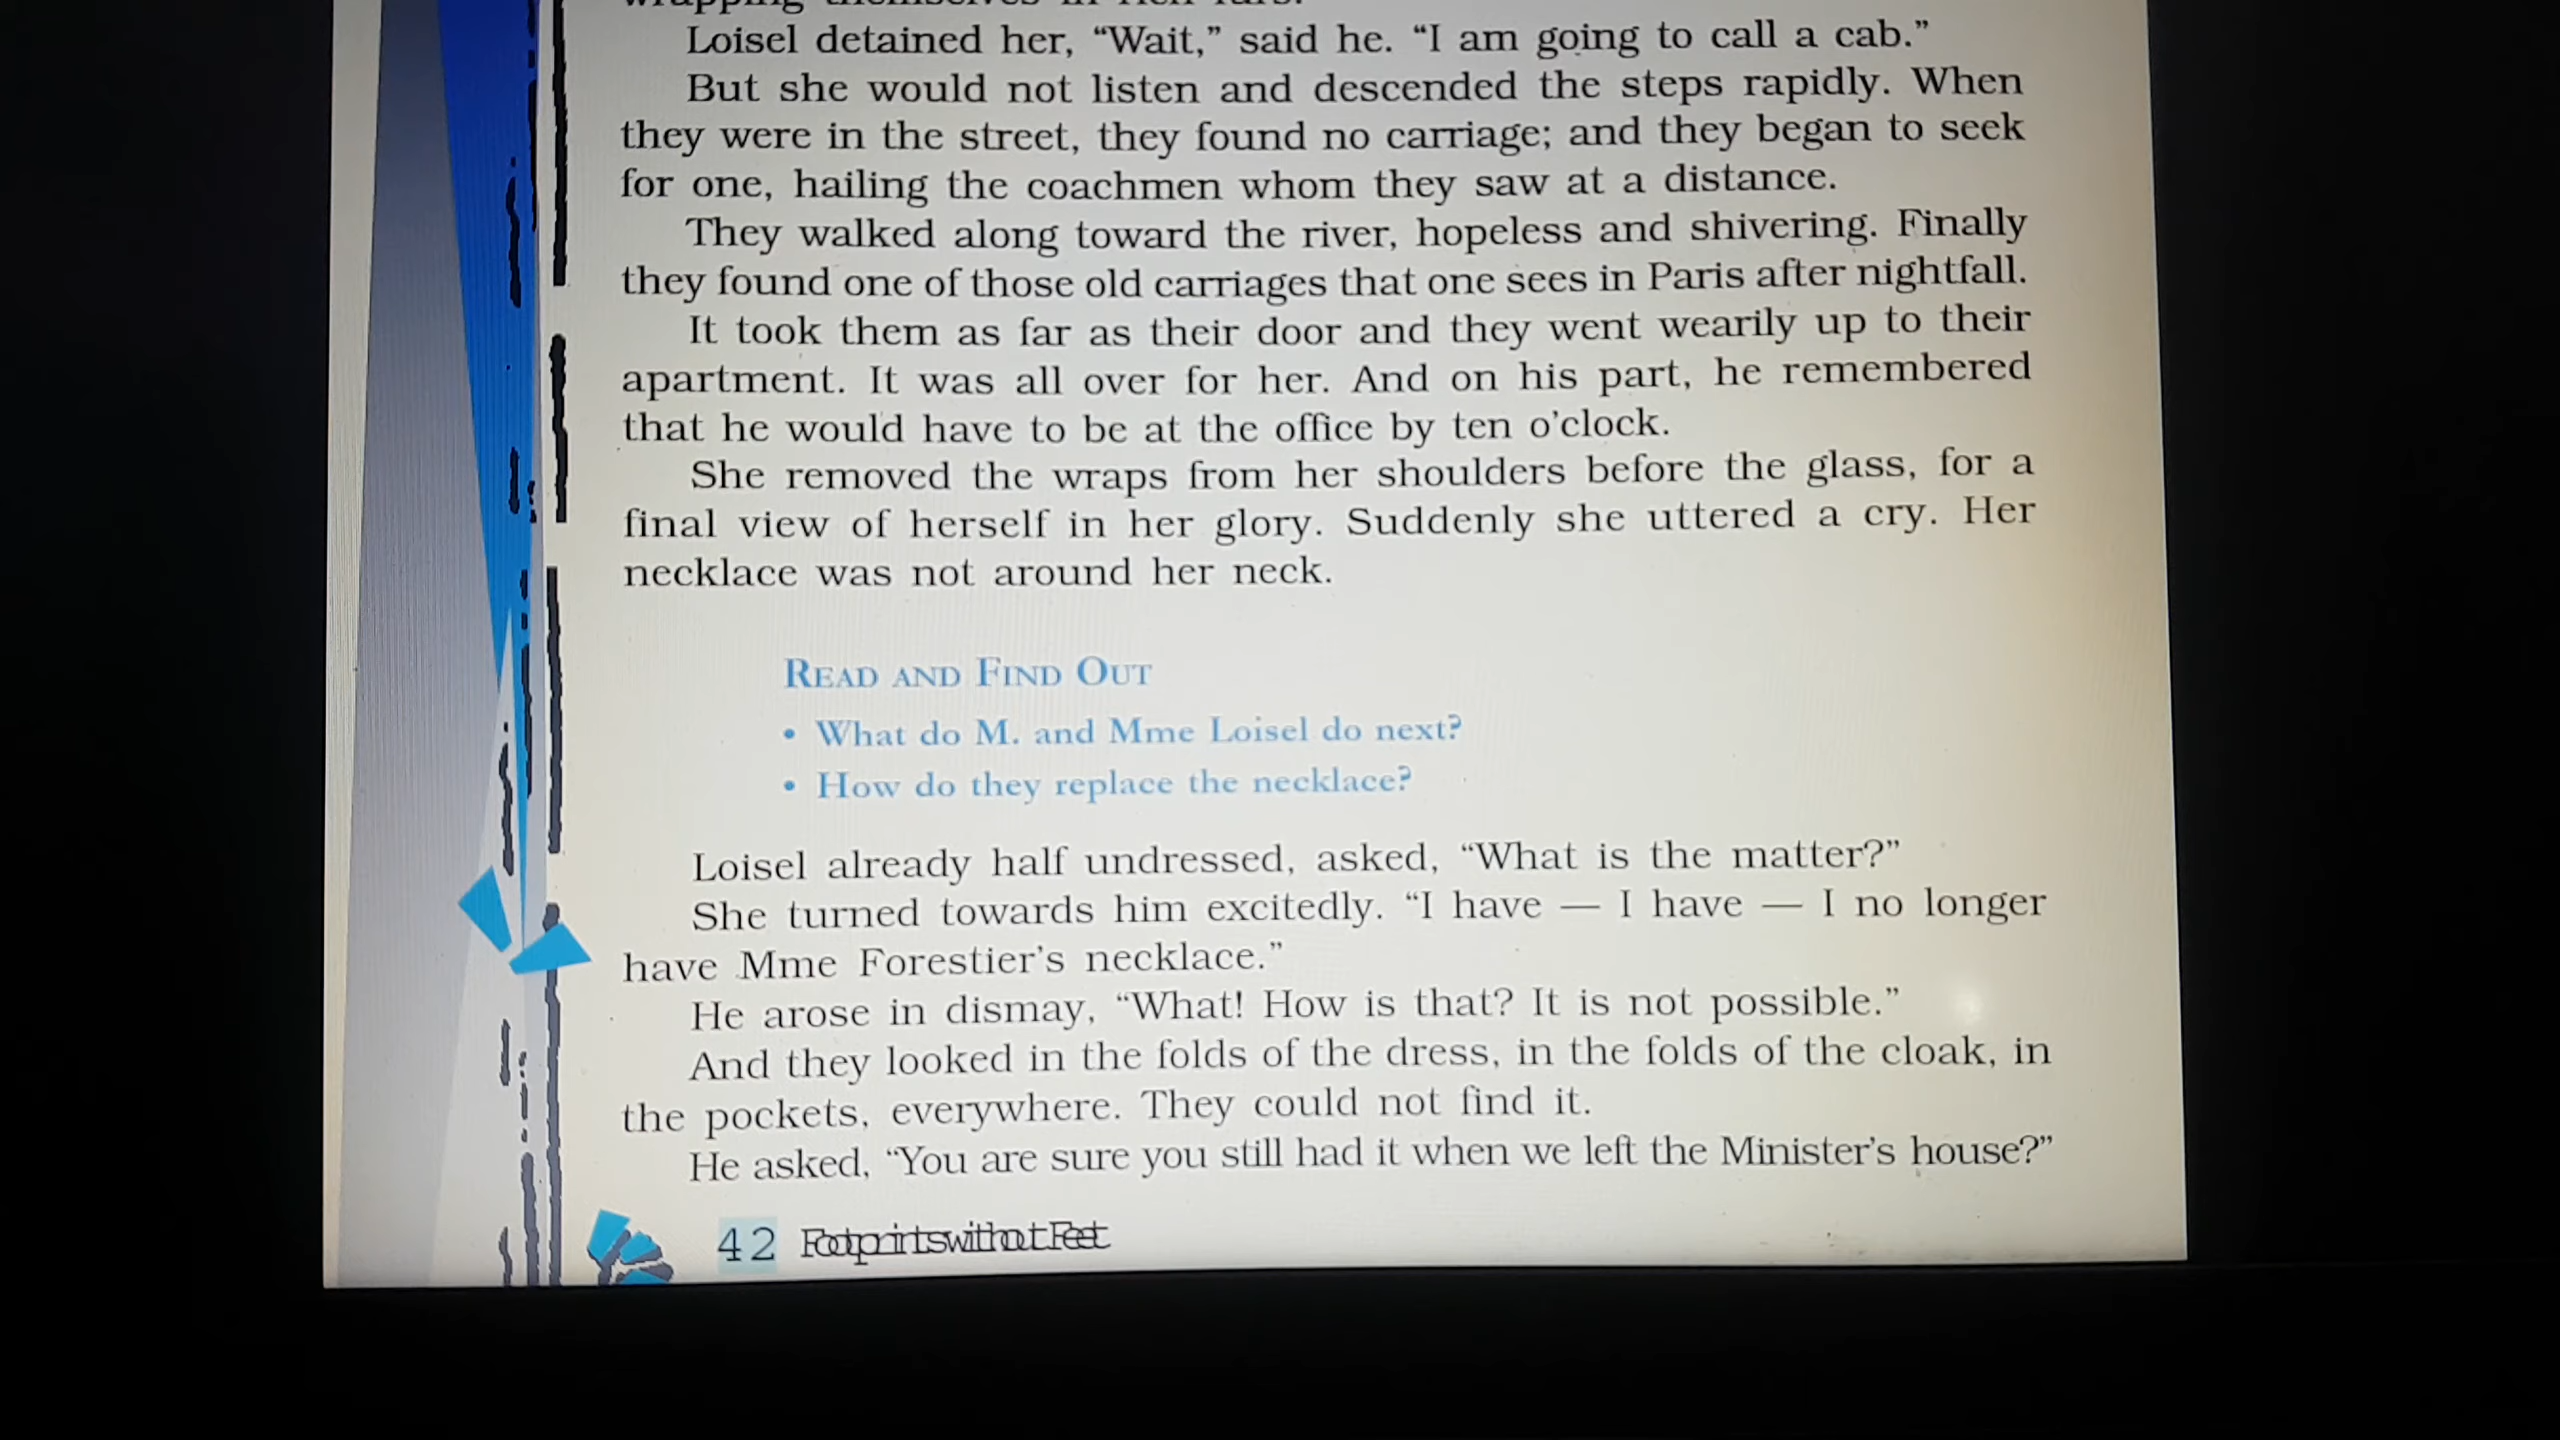 wrapping themselves in rich furs.
Loisel detained her, “Wait,” said he. “I am going to call a cab.”
But she would not listen and descended the steps rapidly. When
they were in the street, they found no carriage; and they began to seek
for one, hailing the coachmen whom they saw at a distance.
They walked along toward the river, hopeless and shivering. Finally
they found one of those old carriages that one sees in Paris after nightfall.
It took them as far as their door and they went wearily up to their
apartment. It was all over for her. And on his part, he remembered
that he would have to be at the office by ten o’clock.
She removed the wraps from her shoulders before the glass, for a
final view of herself in her glory. Suddenly she uttered a cry. Her
necklace was not around her neck.
READ AND FIND OUT
• What do M. and Mme Loisel do next?
• How do they replace the necklace?
Loisel already half undressed, asked, “What is the matter?”
She turned towards him excitedly. “I have — I have — I no longer
have Mme Forestier’s necklace.”
He arose in dismay, “What! How is that? It is not possible.”
And they looked in the folds of the dress, in the folds of the cloak, in
the pockets, everywhere. They could not find it.
He asked, “You are sure you still had it when we left the Minister’s house?”
42 Footprints without Feet